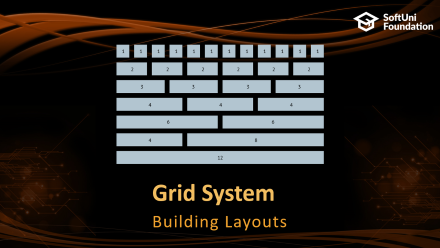 SoftUni
Foundation
1 1 1 1 1 1 1 1 1 1 1 1
2 2 2 2 2 2
3 3 3 3
4 4 4
6 6
4 8
12
Grid System
Building Layouts